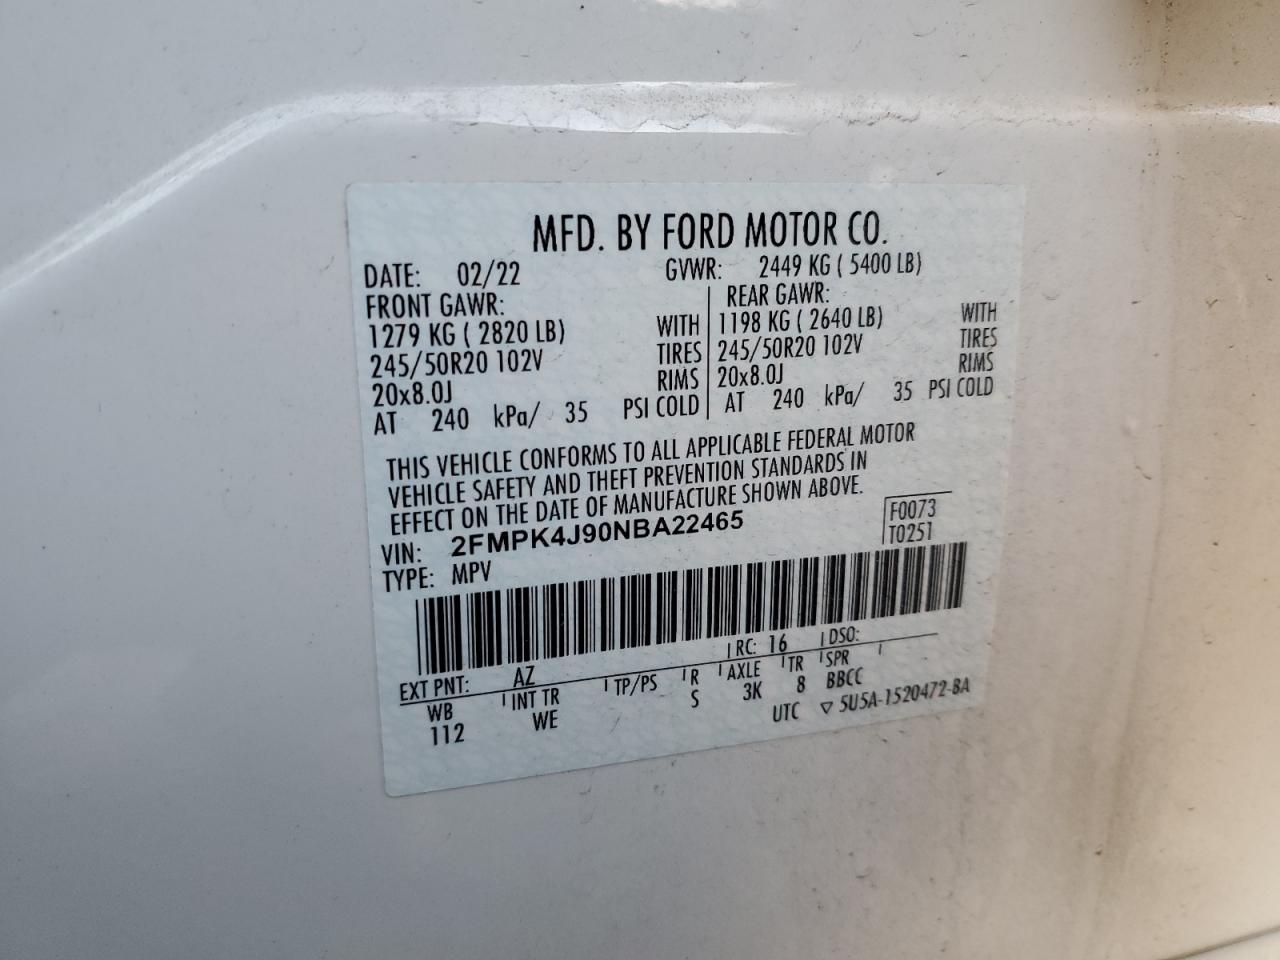 MFD. BY FORD MOTOR CO.
DATE: 02/22 GVWR: 2449 KG ( 5400 LB)
FRONT GAWR: REAR GAWR:
1279 KG ( 2820 LB) WITH 1198 KG ( 2640 LB) WITH
245/50R20 102V TIRES 245/50R20 102V TIRES
20x8.0J RIMS 20x8.0J RIMS
AT 240 kPa/ 35 PSI COLD AT 240 kPa/ 35 PSI COLD
THIS VEHICLE CONFORMS TO ALL APPLICABLE FEDERAL MOTOR
VEHICLE SAFETY AND THEFT PREVENTION STANDARDS IN
EFFECT ON THE DATE OF MANUFACTURE SHOWN ABOVE.
VIN: 2FMPK4J90NBA22465 F0073
TYPE: MPV T0251
EXT PNT: AZ RC: 16 DSO:
WB INT TR TP/PS R AXLE TR SPR
112 WE S 3K 8 BBCC
UTC ▽ 5U5A-1520472-BA